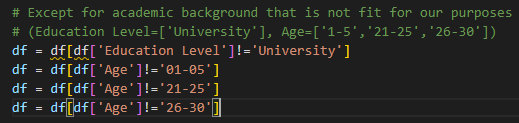 # Except for academic background that is not fit for our purposes
# (Education Level=['University'], Age=['1-5','21-25','26-30'])
df = df[df['Education Level']!='University']
df = df[df['Age']!='01-05']
df = df[df['Age']!='21-25']
df = df[df['Age']!='26-30']